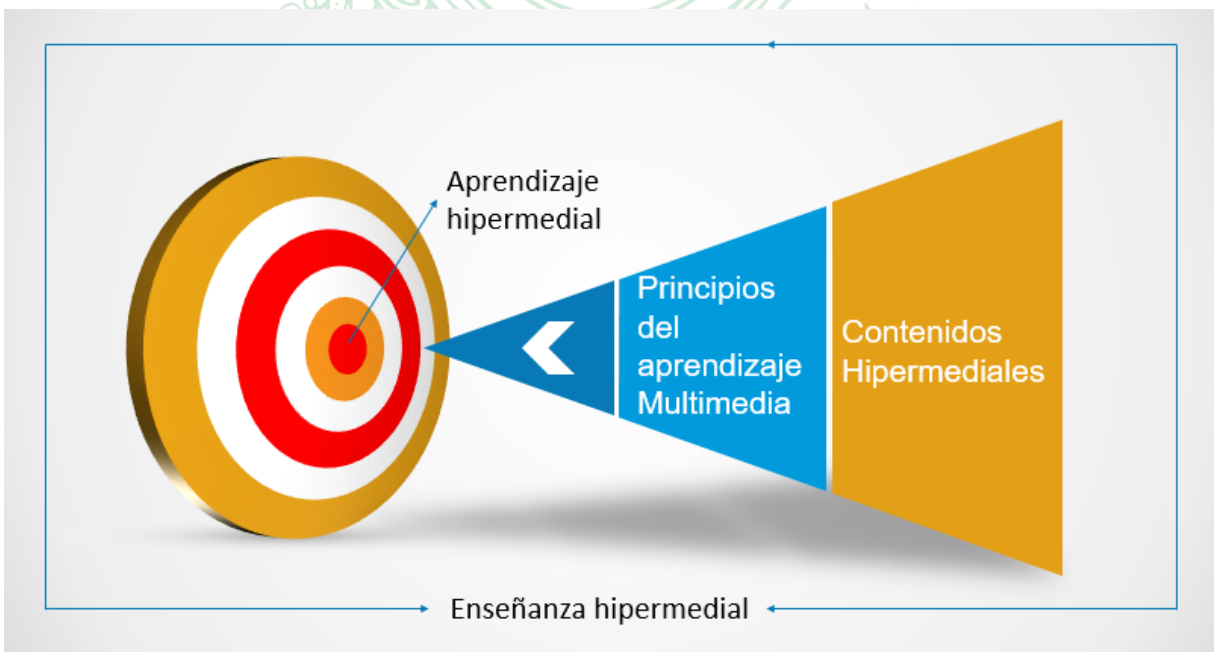 Aprendizaje
hipermedial
Principios
del
aprendizaje
Multimedia
Contenidos
Hipermediales
Enseñanza hipermedial